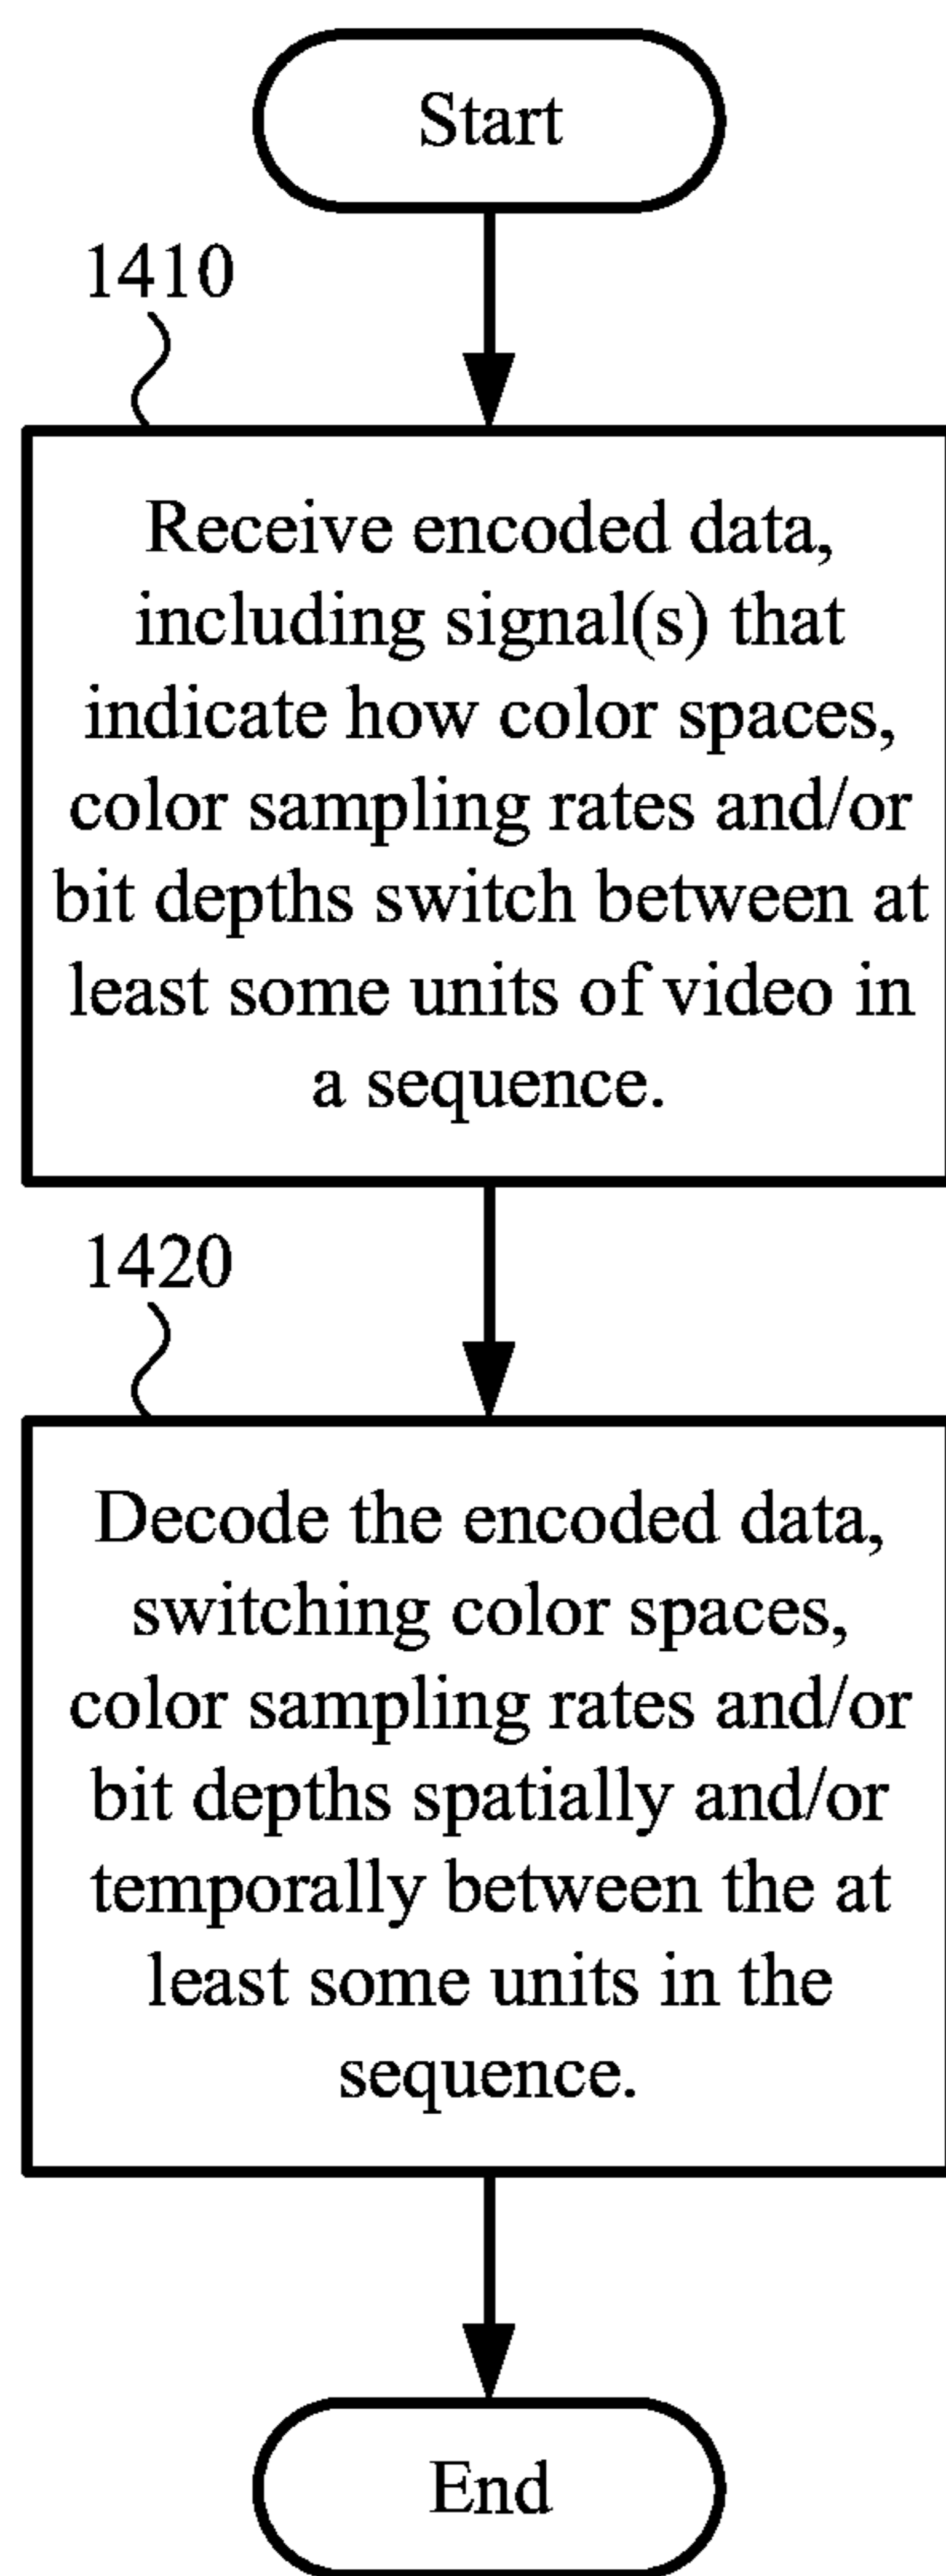 Start
1410
Receive encoded data,
including signal(s) that
indicate how color spaces,
color sampling rates and/or
bit depths switch between at
least some units of video in
a sequence.
1420
Decode the encoded data,
switching color spaces,
color sampling rates and/or
bit depths spatially and/or
temporally between the at
least some units in the
sequence.
End